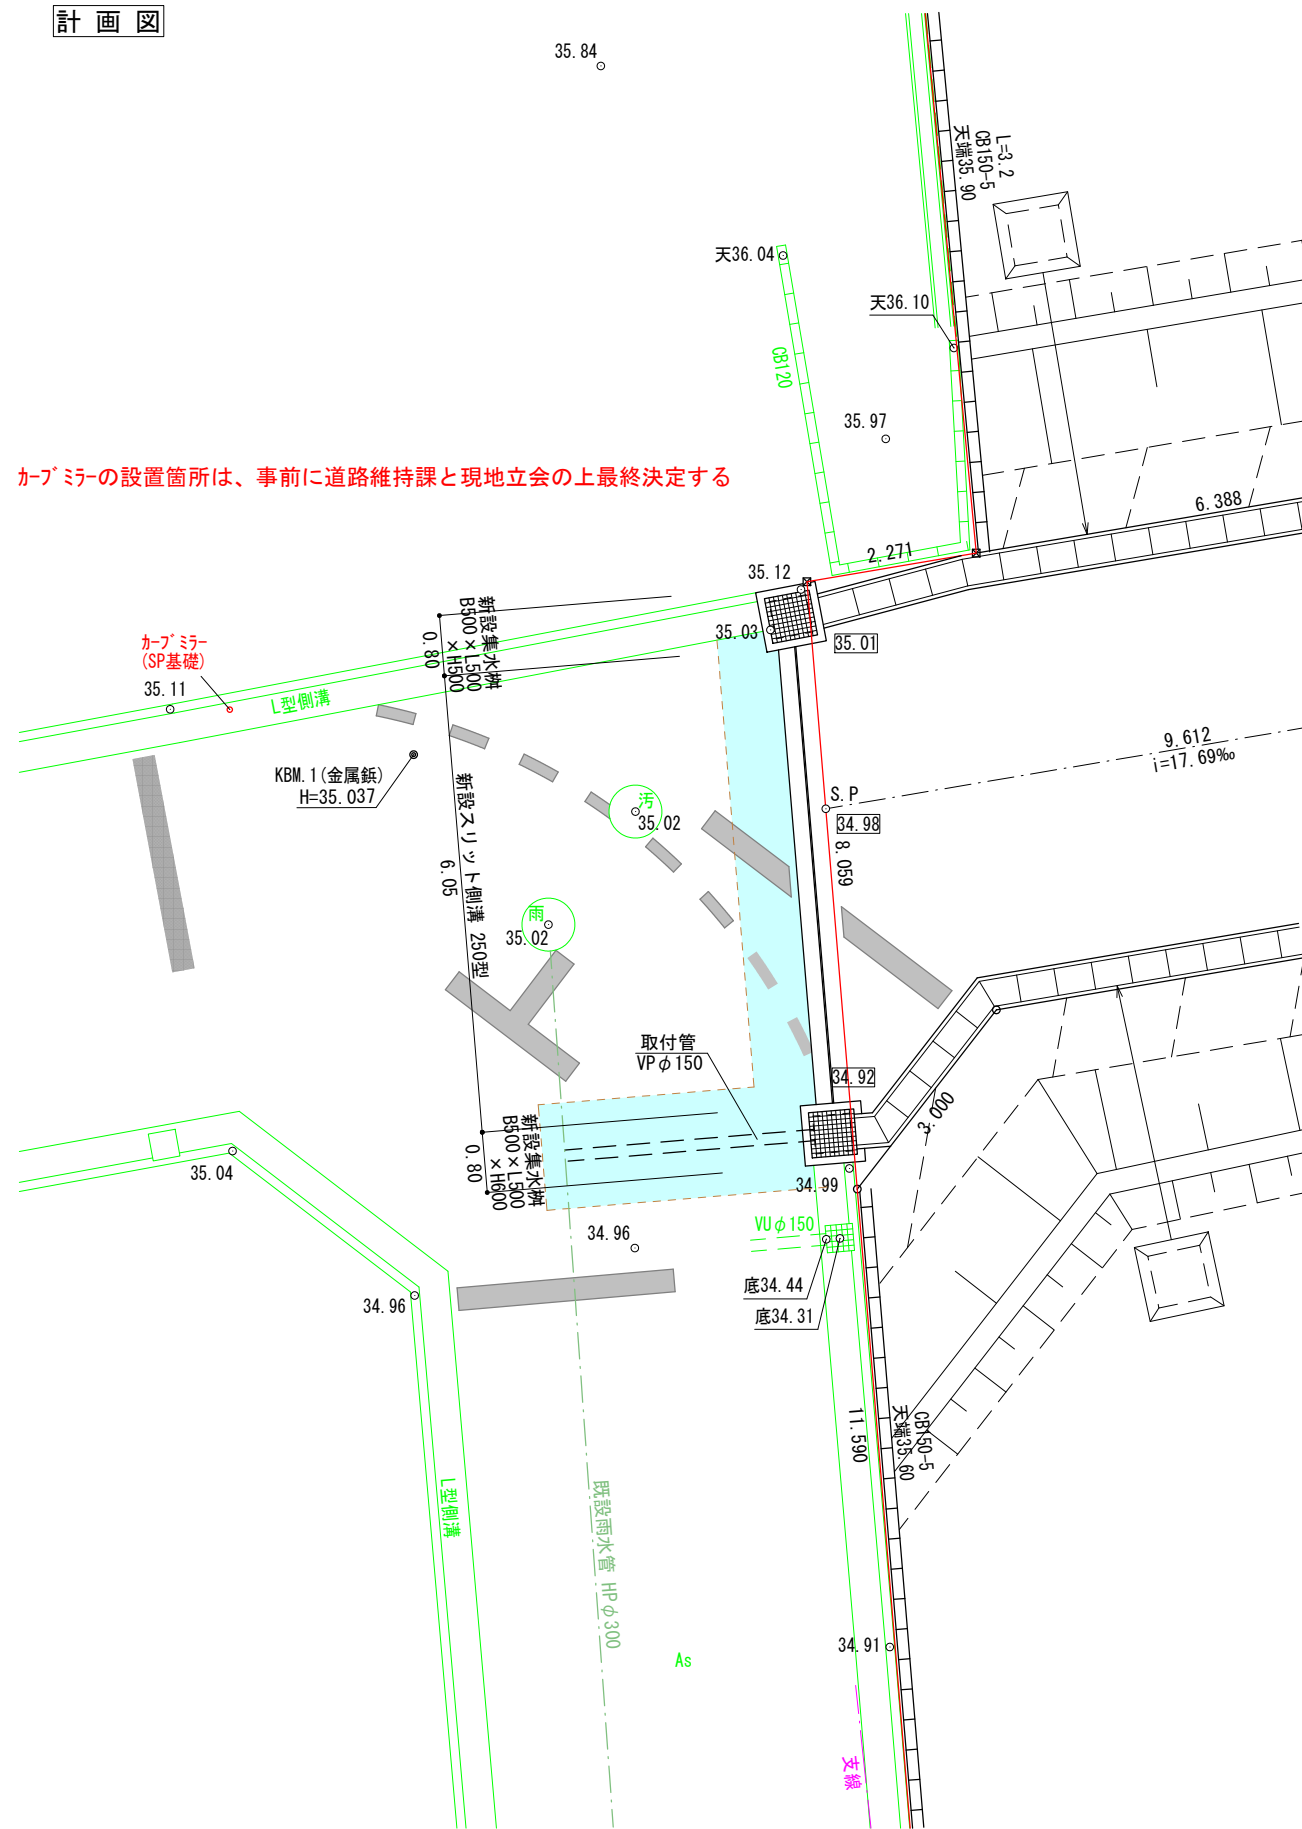 計画図
35.84
L=3.2
CB150-5
天端35.90
天36.04
天36.10
CB120
35.97
カーブミラーの設置箇所は、事前に道路維持課と現地立会の上最終決定する
6.388
2.271
35.12
新設集水桝
B500×L500
×H500
0.80
35.03
35.01
カーブミラー
(SP基礎)
35.11
L型側溝
9.612
i=17.69‰
KBM.1(金属鋲)
H=35.037
S.P
34.98
汚
35.02
新設スリット側溝 250型
6.05
8.059
雨
35.02
取付管
VPφ150
34.92
3.000
新設集水桝
B500×L500
×H600
0.80
35.04
34.99
VUφ150
34.96
底34.44
底34.31
34.96
CB150-5
天端35.60
11.590
L型側溝
既設雨水管 HPφ300
34.91
As
支線